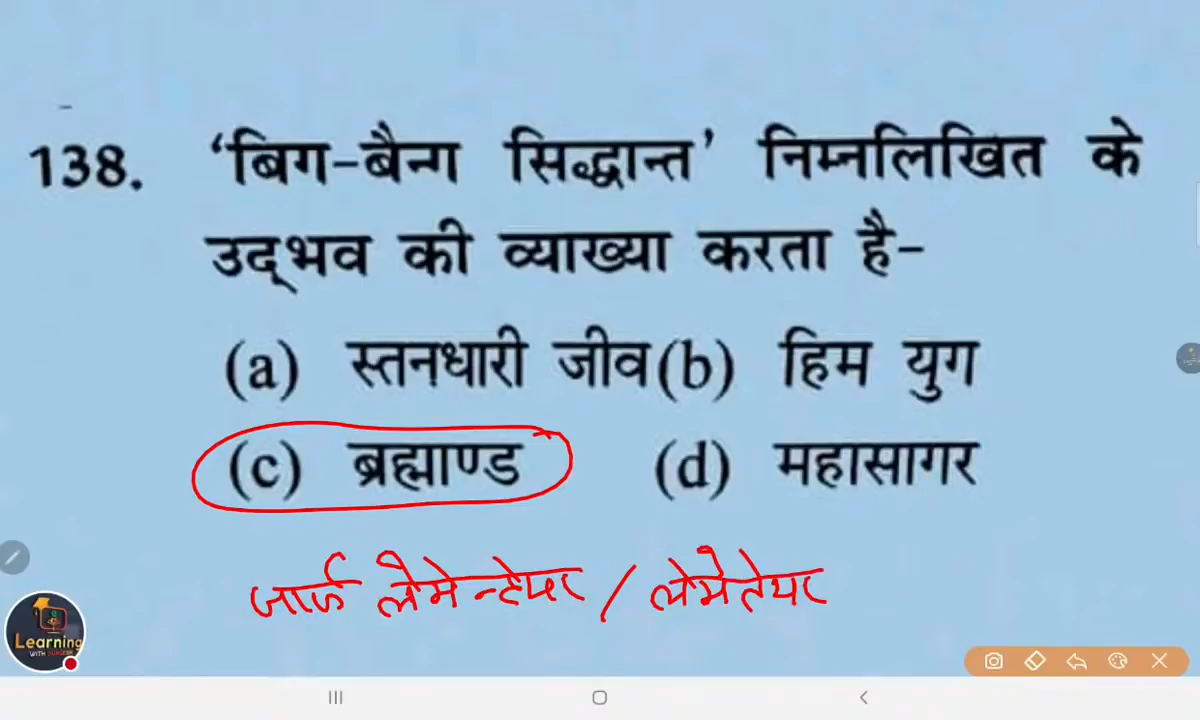 138. ‘बिग-बैन्ग सिद्धान्त’ निम्नलिखित के
उद्भव की व्याख्या करता है-
(a) स्तनधारी जीव (b) हिम युग
(c) ब्रह्माण्ड (d) महासागर
जार्ज लैमेन्टेयर / लेमैतेयर
Learning